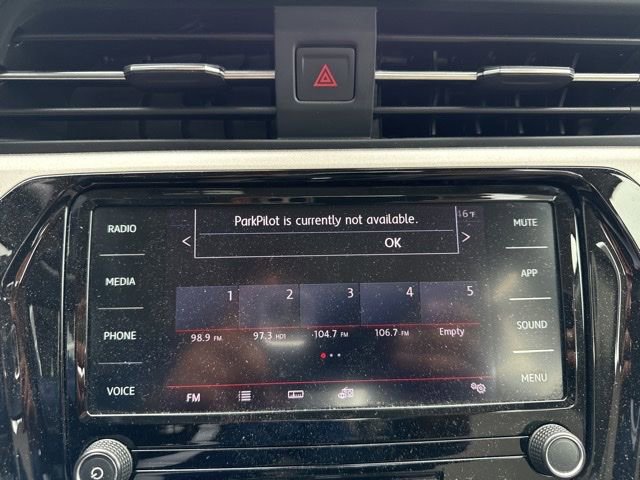 RADIO
ParkPilot is currently not available.
46°F
MUTE
<
OK
>
MEDIA
APP
1
2
3
4
5
PHONE
98.9 FM
97.3 HD1
104.7 FM
106.7 FM
Empty
SOUND
VOICE
FM
MENU